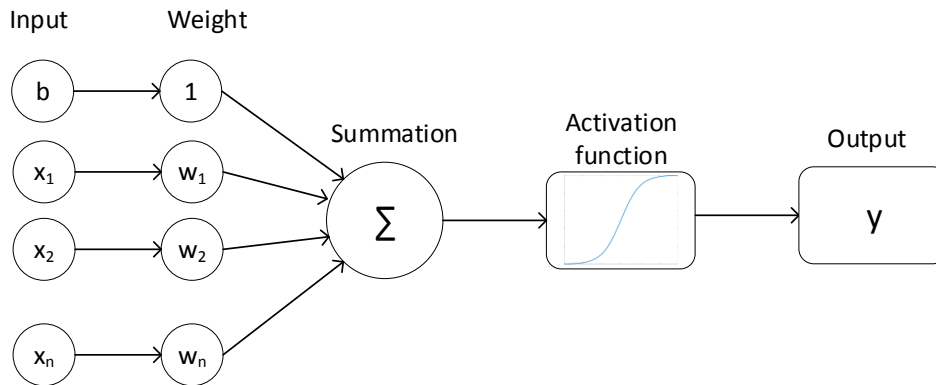 Input
Weight
b
1
x₁
w₁
x₂
w₂
xₙ
wₙ
Summation
Σ
Activation
function
Output
y